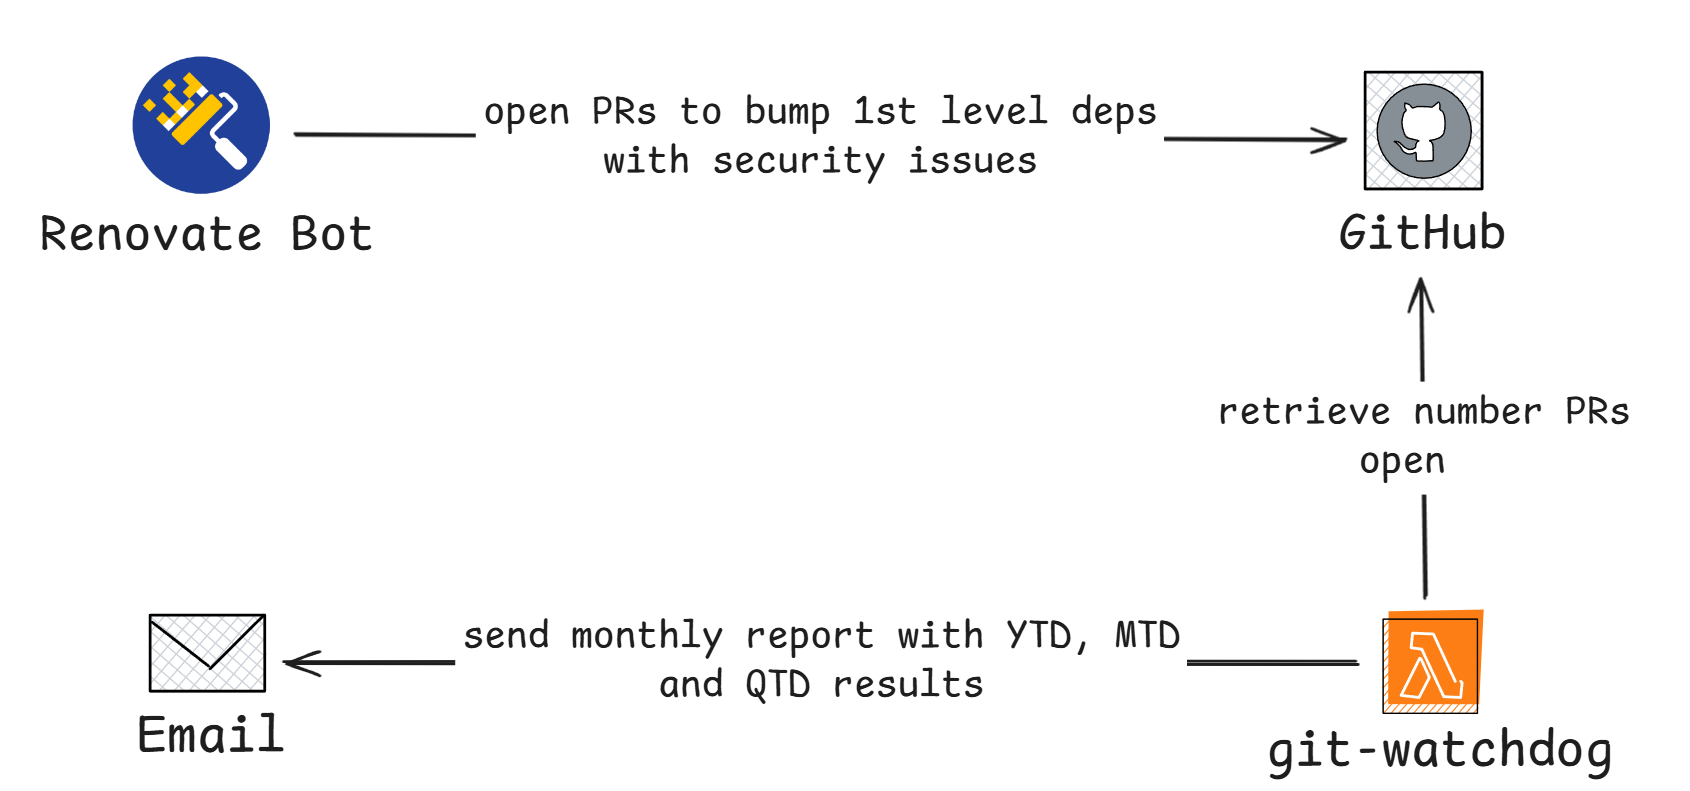 open PRs to bump 1st level deps
with security issues
Renovate Bot
GitHub
retrieve number PRs
open
send monthly report with YTD, MTD
and QTD results
Email
git-watchdog